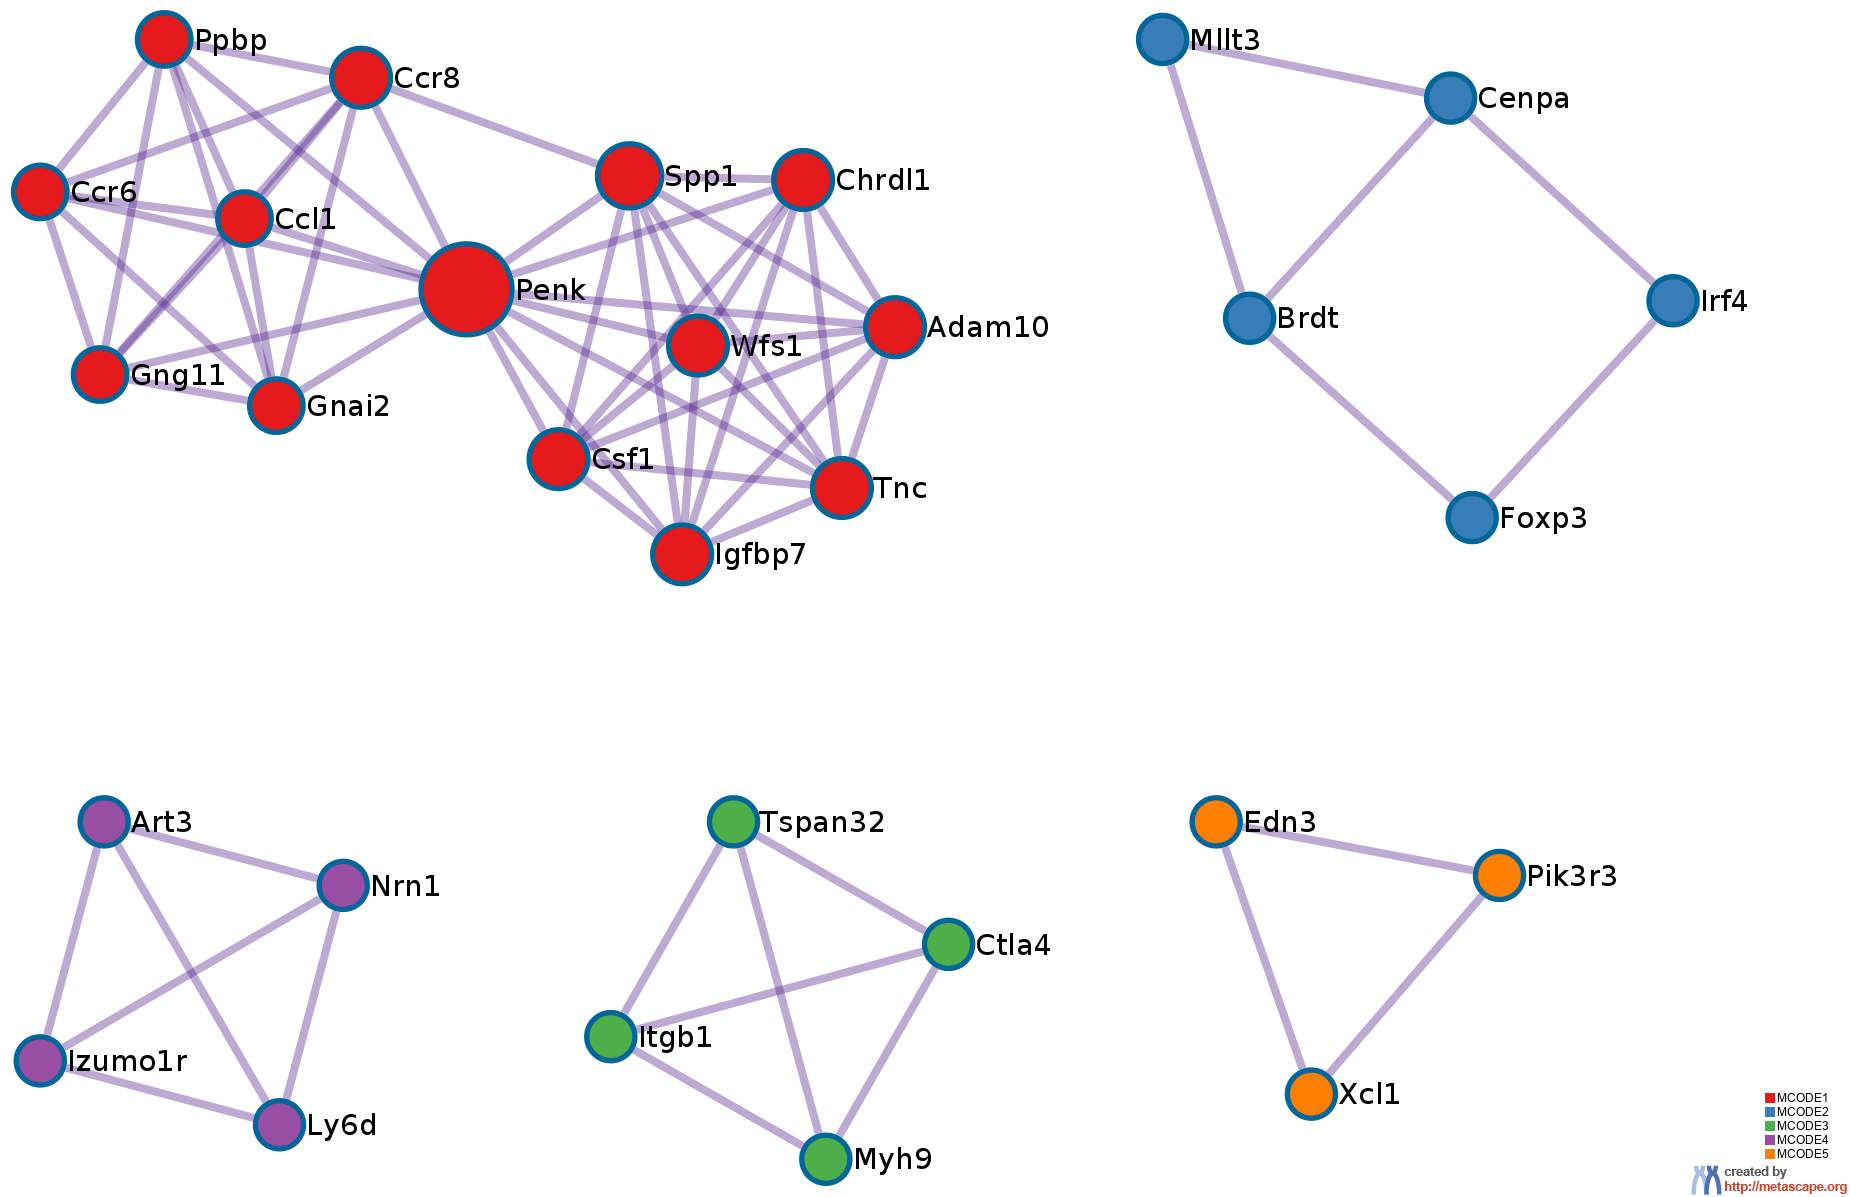 Ppbp
Ccr8
Ccr6
Ccl1
Spp1
Chrdl1
Penk
Adam10
Wfs1
Gng11
Gnai2
Csf1
Tnc
Igfbp7
Mllt3
Cenpa
Irf4
Brdt
Foxp3
Art3
Nrn1
Izumo1r
Ly6d
Tspan32
Ctla4
Itgb1
Myh9
Edn3
Pik3r3
Xcl1
MCODE1
MCODE2
MCODE3
MCODE4
MCODE5
created by
http://metascape.org